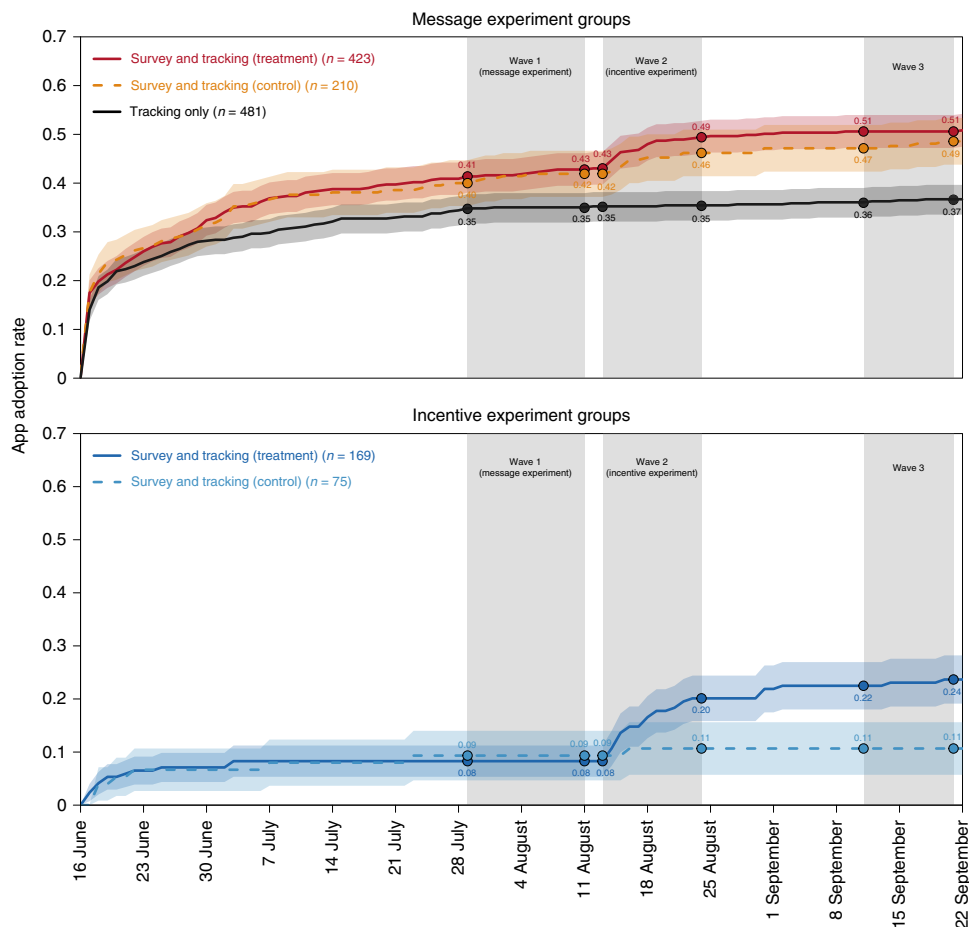 Message experiment groups
0.7
0.6
0.5
0.4
0.3
0.2
0.1
0
Survey and tracking (treatment) (n = 423)
Survey and tracking (control) (n = 210)
Tracking only (n = 481)
Wave 1
(message experiment)
Wave 2
(incentive experiment)
Wave 3
0.41
0.43
0.43
0.49
0.51
0.51
0.42
0.42
0.46
0.47
0.49
0.35
0.35
0.35
0.35
0.36
0.37
App adoption rate
Incentive experiment groups
0.7
0.6
0.5
0.4
0.3
0.2
0.1
0
Survey and tracking (treatment) (n = 169)
Survey and tracking (control) (n = 75)
Wave 1
(message experiment)
Wave 2
(incentive experiment)
Wave 3
0.09
0.09
0.09
0.11
0.11
0.11
0.08
0.08
0.08
0.20
0.22
0.24
16 June
23 June
30 June
7 July
14 July
21 July
28 July
4 August
11 August
18 August
25 August
1 September
8 September
15 September
22 September